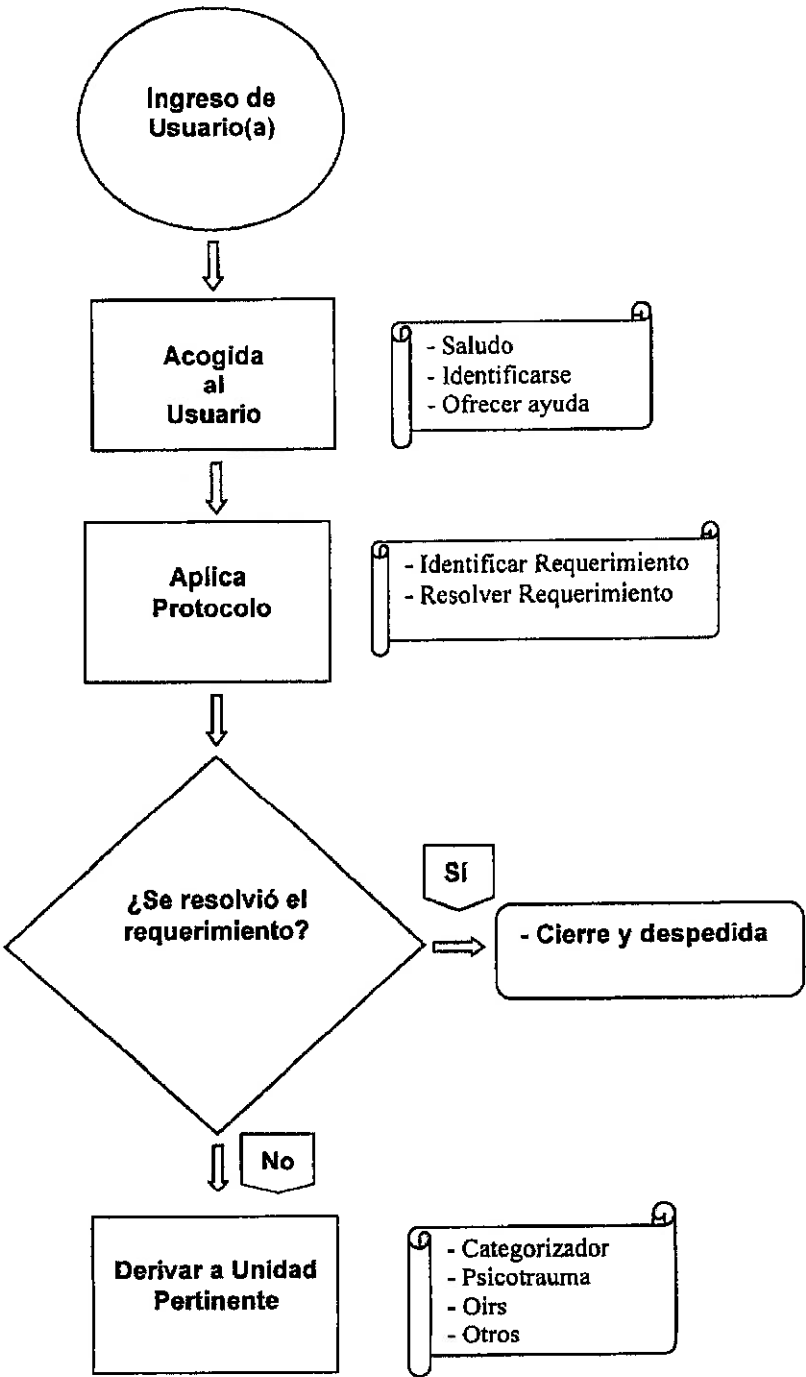 Ingreso de
Usuario(a)
Acogida
al
Usuario
- Saludo
- Identificarse
- Ofrecer ayuda
Aplica
Protocolo
- Identificar Requerimiento
- Resolver Requerimiento
¿Se resolvió el
requerimiento?
Sí
- Cierre y despedida
No
Derivar a Unidad
Pertinente
- Categorizador
- Psicotrauma
- Oirs
- Otros